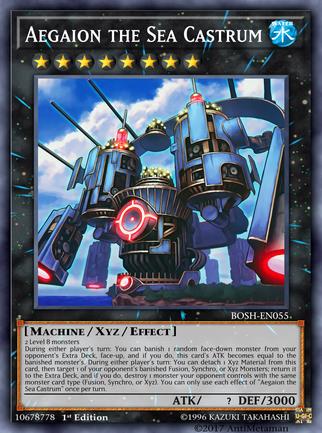 Aegaion the Sea Castrum
WATER
水
BOSH-EN055
[Machine / Xyz / Effect]
2 Level 8 monsters
During either player's turn: You can banish 1 random face-down monster from your
opponent's Extra Deck, face-up, and if you do, this card's ATK becomes equal to the
banished monster's. During either player's turn: You can detach 1 Xyz Material from this
card, then target 1 of your opponent's banished Fusion, Synchro, or Xyz Monsters; return it
to the Extra Deck, and if you do, destroy 1 monster your opponent controls with the same
monster card type (Fusion, Synchro, or Xyz). You can only use each effect of "Aegaion the
Sea Castrum" once per turn.
ATK/ ? DEF/3000
10678778 1st Edition ©1996 KAZUKI TAKAHASHI
©2017 AntiMetaman